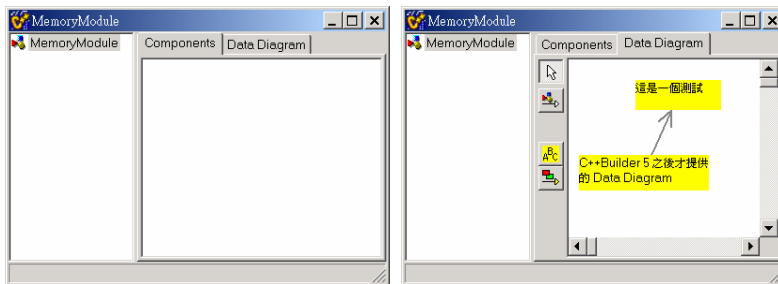 MemoryModule
MemoryModule
Components
Data Diagram
MemoryModule
MemoryModule
Components
Data Diagram
這是一個測試
ABC
C++Builder 5 之後才提供
的 Data Diagram